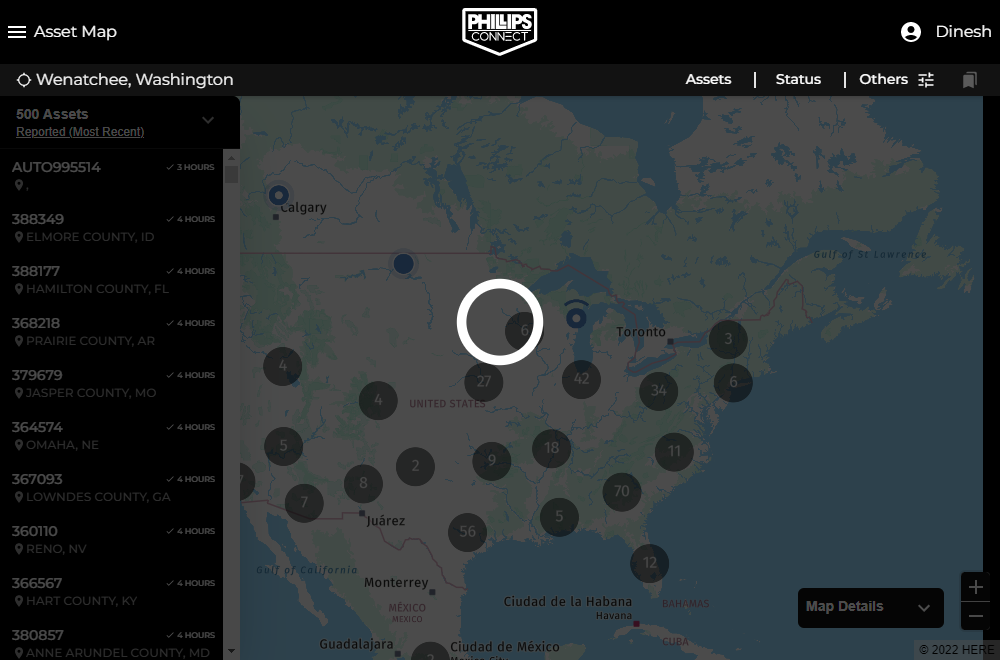 Asset Map
PHILLIPS
CONNECT
Dinesh
Wenatchee, Washington
Assets | Status | Others
500 Assets
Reported (Most Recent)
AUTO995514
3 HOURS
,
388349
4 HOURS
ELMORE COUNTY, ID
388177
4 HOURS
HAMILTON COUNTY, FL
368218
4 HOURS
PRAIRIE COUNTY, AR
379679
4 HOURS
JASPER COUNTY, MO
364574
4 HOURS
OMAHA, NE
367093
4 HOURS
LOWNDES COUNTY, GA
360110
4 HOURS
RENO, NV
366567
4 HOURS
HART COUNTY, KY
380857
4 HOURS
ANNE ARUNDEL COUNTY, MD
Calgary
Gulf of St Lawrence
6
Toronto
3
4
27
42
34
6
4
UNITED STATES
5
18
11
2
9
8
70
7
7
Juárez
56
5
12
Gulf of California
Monterrey
MÉXICO
MEXICO
Ciudad de la Habana
Havana
BAHAMAS
CUBA
Guadalajara
Ciudad de México
Mexico City
Map Details
+
−
© 2022 HERE